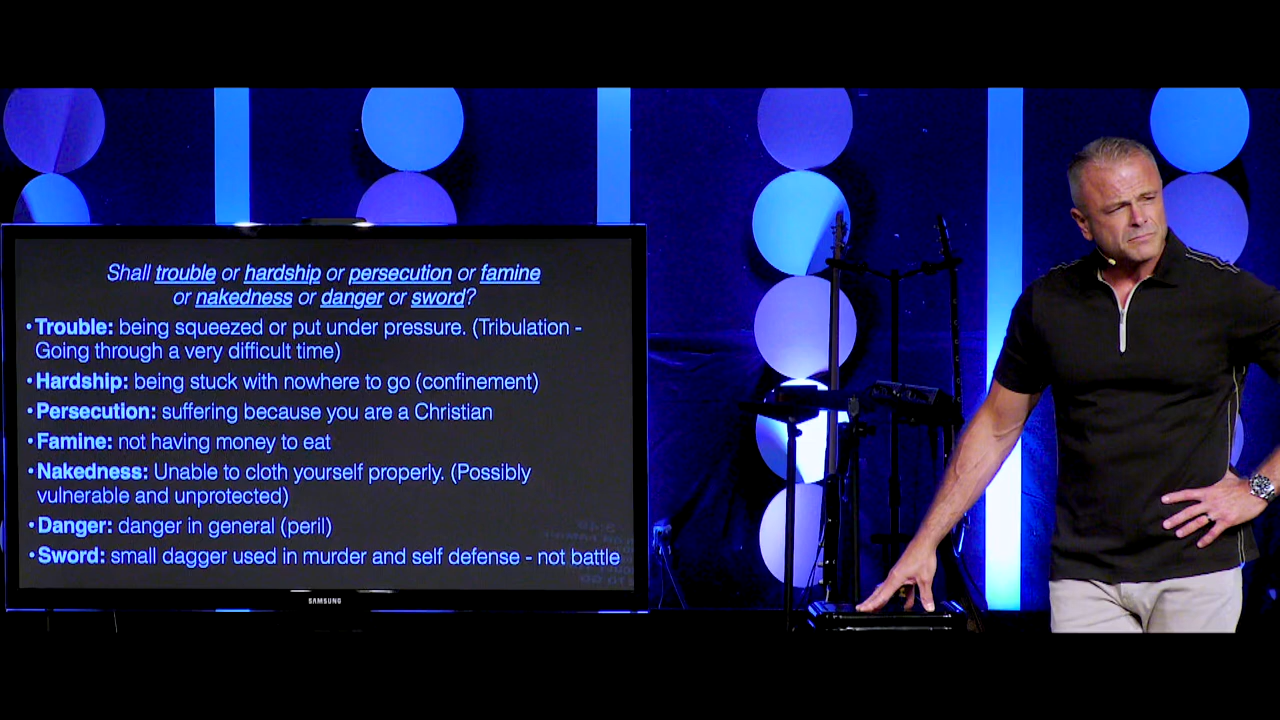 Shall trouble or hardship or persecution or famine
or nakedness or danger or sword?
• Trouble: being squeezed or put under pressure. (Tribulation -
Going through a very difficult time)
• Hardship: being stuck with nowhere to go (confinement)
• Persecution: suffering because you are a Christian
• Famine: not having money to eat
• Nakedness: Unable to cloth yourself properly. (Possibly
vulnerable and unprotected)
• Danger: danger in general (peril)
• Sword: small dagger used in murder and self defense - not battle
SAMSUNG